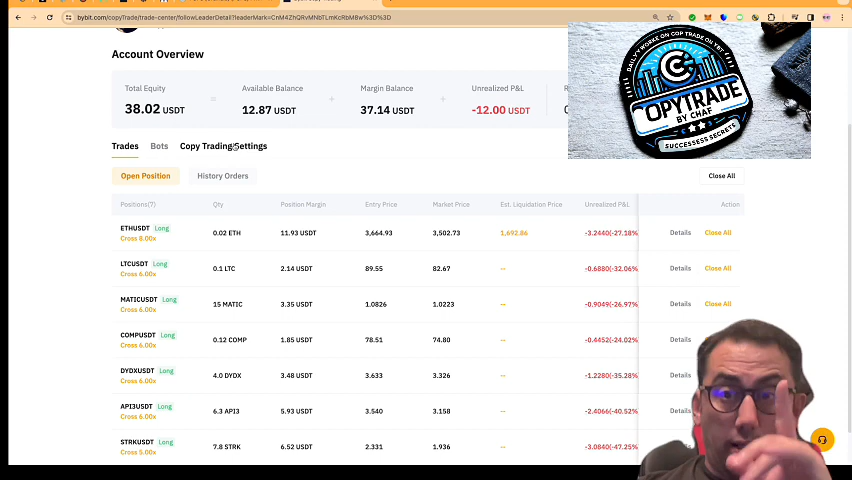 bybit.com/copyTrade/trade-center/followLeaderDetail?leaderMark=CnM4ZhQRvMNbTLmKcRbM8w%3D%3D
Account Overview
Total Equity
Available Balance
Margin Balance
Unrealized P&L
38.02 USDT
=
12.87 USDT
+
37.14 USDT
+
-12.00 USDT
Trades
Bots
Copy Trading Settings
Open Position
History Orders
Close All
Positions(7)
Qty
Position Margin
Entry Price
Market Price
Est. Liquidation Price
Unrealized P&L
Action
ETHUSDT Long
Cross 8.00x
0.02 ETH
11.93 USDT
3,664.93
3,502.73
1,692.86
-3.2440(-27.18%
Details
Close All
LTCUSDT Long
Cross 6.00x
0.1 LTC
2.14 USDT
89.55
82.67
--
-0.6880(-32.06%
Details
Close All
MATICUSDT Long
Cross 6.00x
15 MATIC
3.35 USDT
1.0826
1.0223
--
-0.9049(-26.97%
Details
Close All
COMPUSDT Long
Cross 6.00x
0.12 COMP
1.85 USDT
78.51
74.80
--
-0.4452(-24.02%
Details
DYDXUSDT Long
Cross 6.00x
4.0 DYDX
3.48 USDT
3.633
3.326
--
-1.2280(-35.28%
Details
API3USDT Long
Cross 6.00x
6.3 API3
5.93 USDT
3.540
3.158
--
-2.4066(-40.52%
Details
STRKUSDT Long
Cross 5.00x
7.8 STRK
6.52 USDT
2.331
1.936
--
-3.0840(-47.25%
Details
DAILYY WORKE ON COP TRADE ON YBT
OPYTRADE
BY CHAF
SUCCESSESS SECRETS